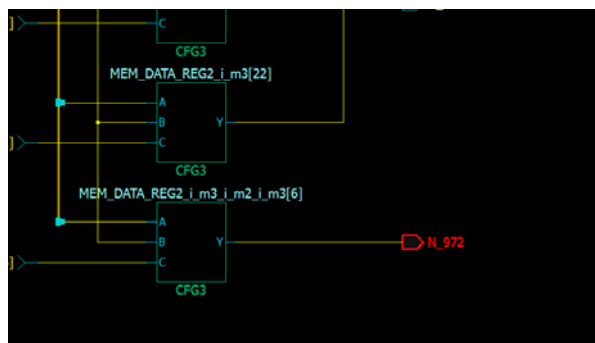 C
CFG3
MEM_DATA_REG2_i_m3[22]
A
B
Y
]
C
CFG3
MEM_DATA_REG2_i_m3_i_m2_i_m3[6]
A
B
Y
N_972
]
C
CFG3